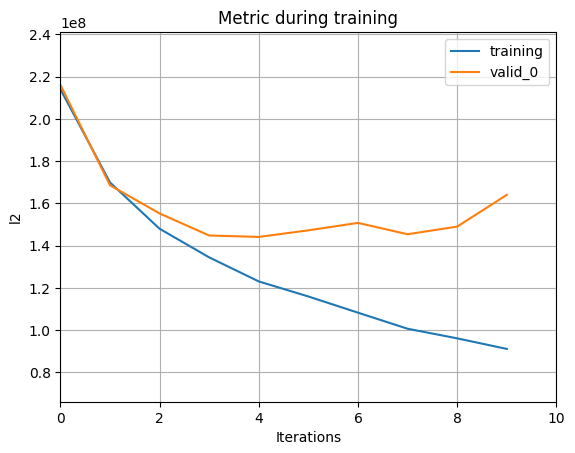 Metric during training
1e8
2.4
2.2
2.0
1.8
1.6
1.4
1.2
1.0
0.8
l2
training
valid_0
0 2 4 6 8 10
Iterations